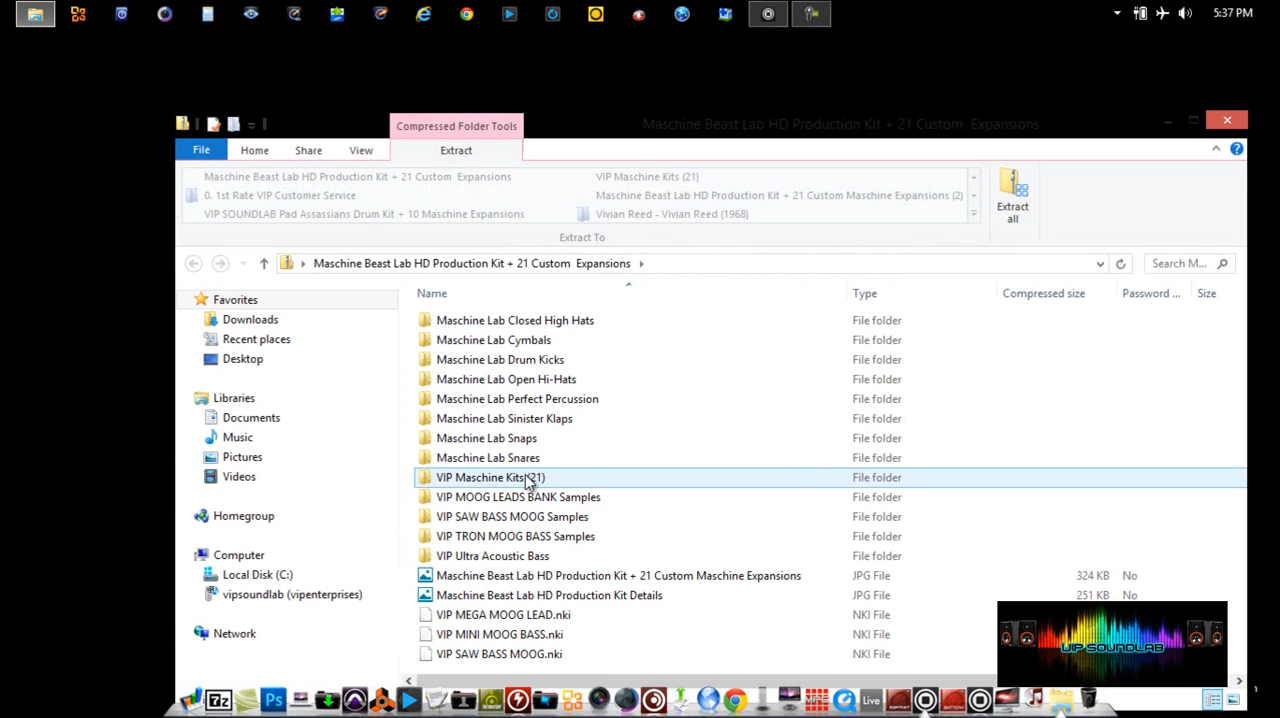 5:37 PM
Compressed Folder Tools
Maschine Beast Lab HD Production Kit + 21 Custom  Expansions
File
Home
Share
View
Extract
Maschine Beast Lab HD Production Kit + 21 Custom  Expansions
VIP Maschine Kits (21)
0. 1st Rate VIP Customer Service
Maschine Beast Lab HD Production Kit + 21 Custom Maschine Expansions (2)
VIP SOUNDLAB Pad Assassians Drum Kit + 10 Maschine Expansions
Vivian Reed - Vivian Reed (1968)
Extract all
Extract To
Maschine Beast Lab HD Production Kit + 21 Custom  Expansions
Search M...
Name
Type
Compressed size
Password ...
Size
Favorites
Downloads
Recent places
Desktop
Libraries
Documents
Music
Pictures
Videos
Homegroup
Computer
Local Disk (C:)
vipsoundlab (vipenterprises)
Network
Maschine Lab Closed High Hats File folder
Maschine Lab Cymbals File folder
Maschine Lab Drum Kicks File folder
Maschine Lab Open Hi-Hats File folder
Maschine Lab Perfect Percussion File folder
Maschine Lab Sinister Klaps File folder
Maschine Lab Snaps File folder
Maschine Lab Snares File folder
VIP Maschine Kits (21) File folder
VIP MOOG LEADS BANK Samples File folder
VIP SAW BASS MOOG Samples File folder
VIP TRON MOOG BASS Samples File folder
VIP Ultra Acoustic Bass File folder
Maschine Beast Lab HD Production Kit + 21 Custom Maschine Expansions JPG File 324 KB No
Maschine Beast Lab HD Production Kit Details JPG File 251 KB No
VIP MEGA MOOG LEAD.nki NKI File
VIP MINI MOOG BASS.nki NKI File
VIP SAW BASS MOOG.nki NKI File
VIP SOUNDLAB
7z
Ps
Live